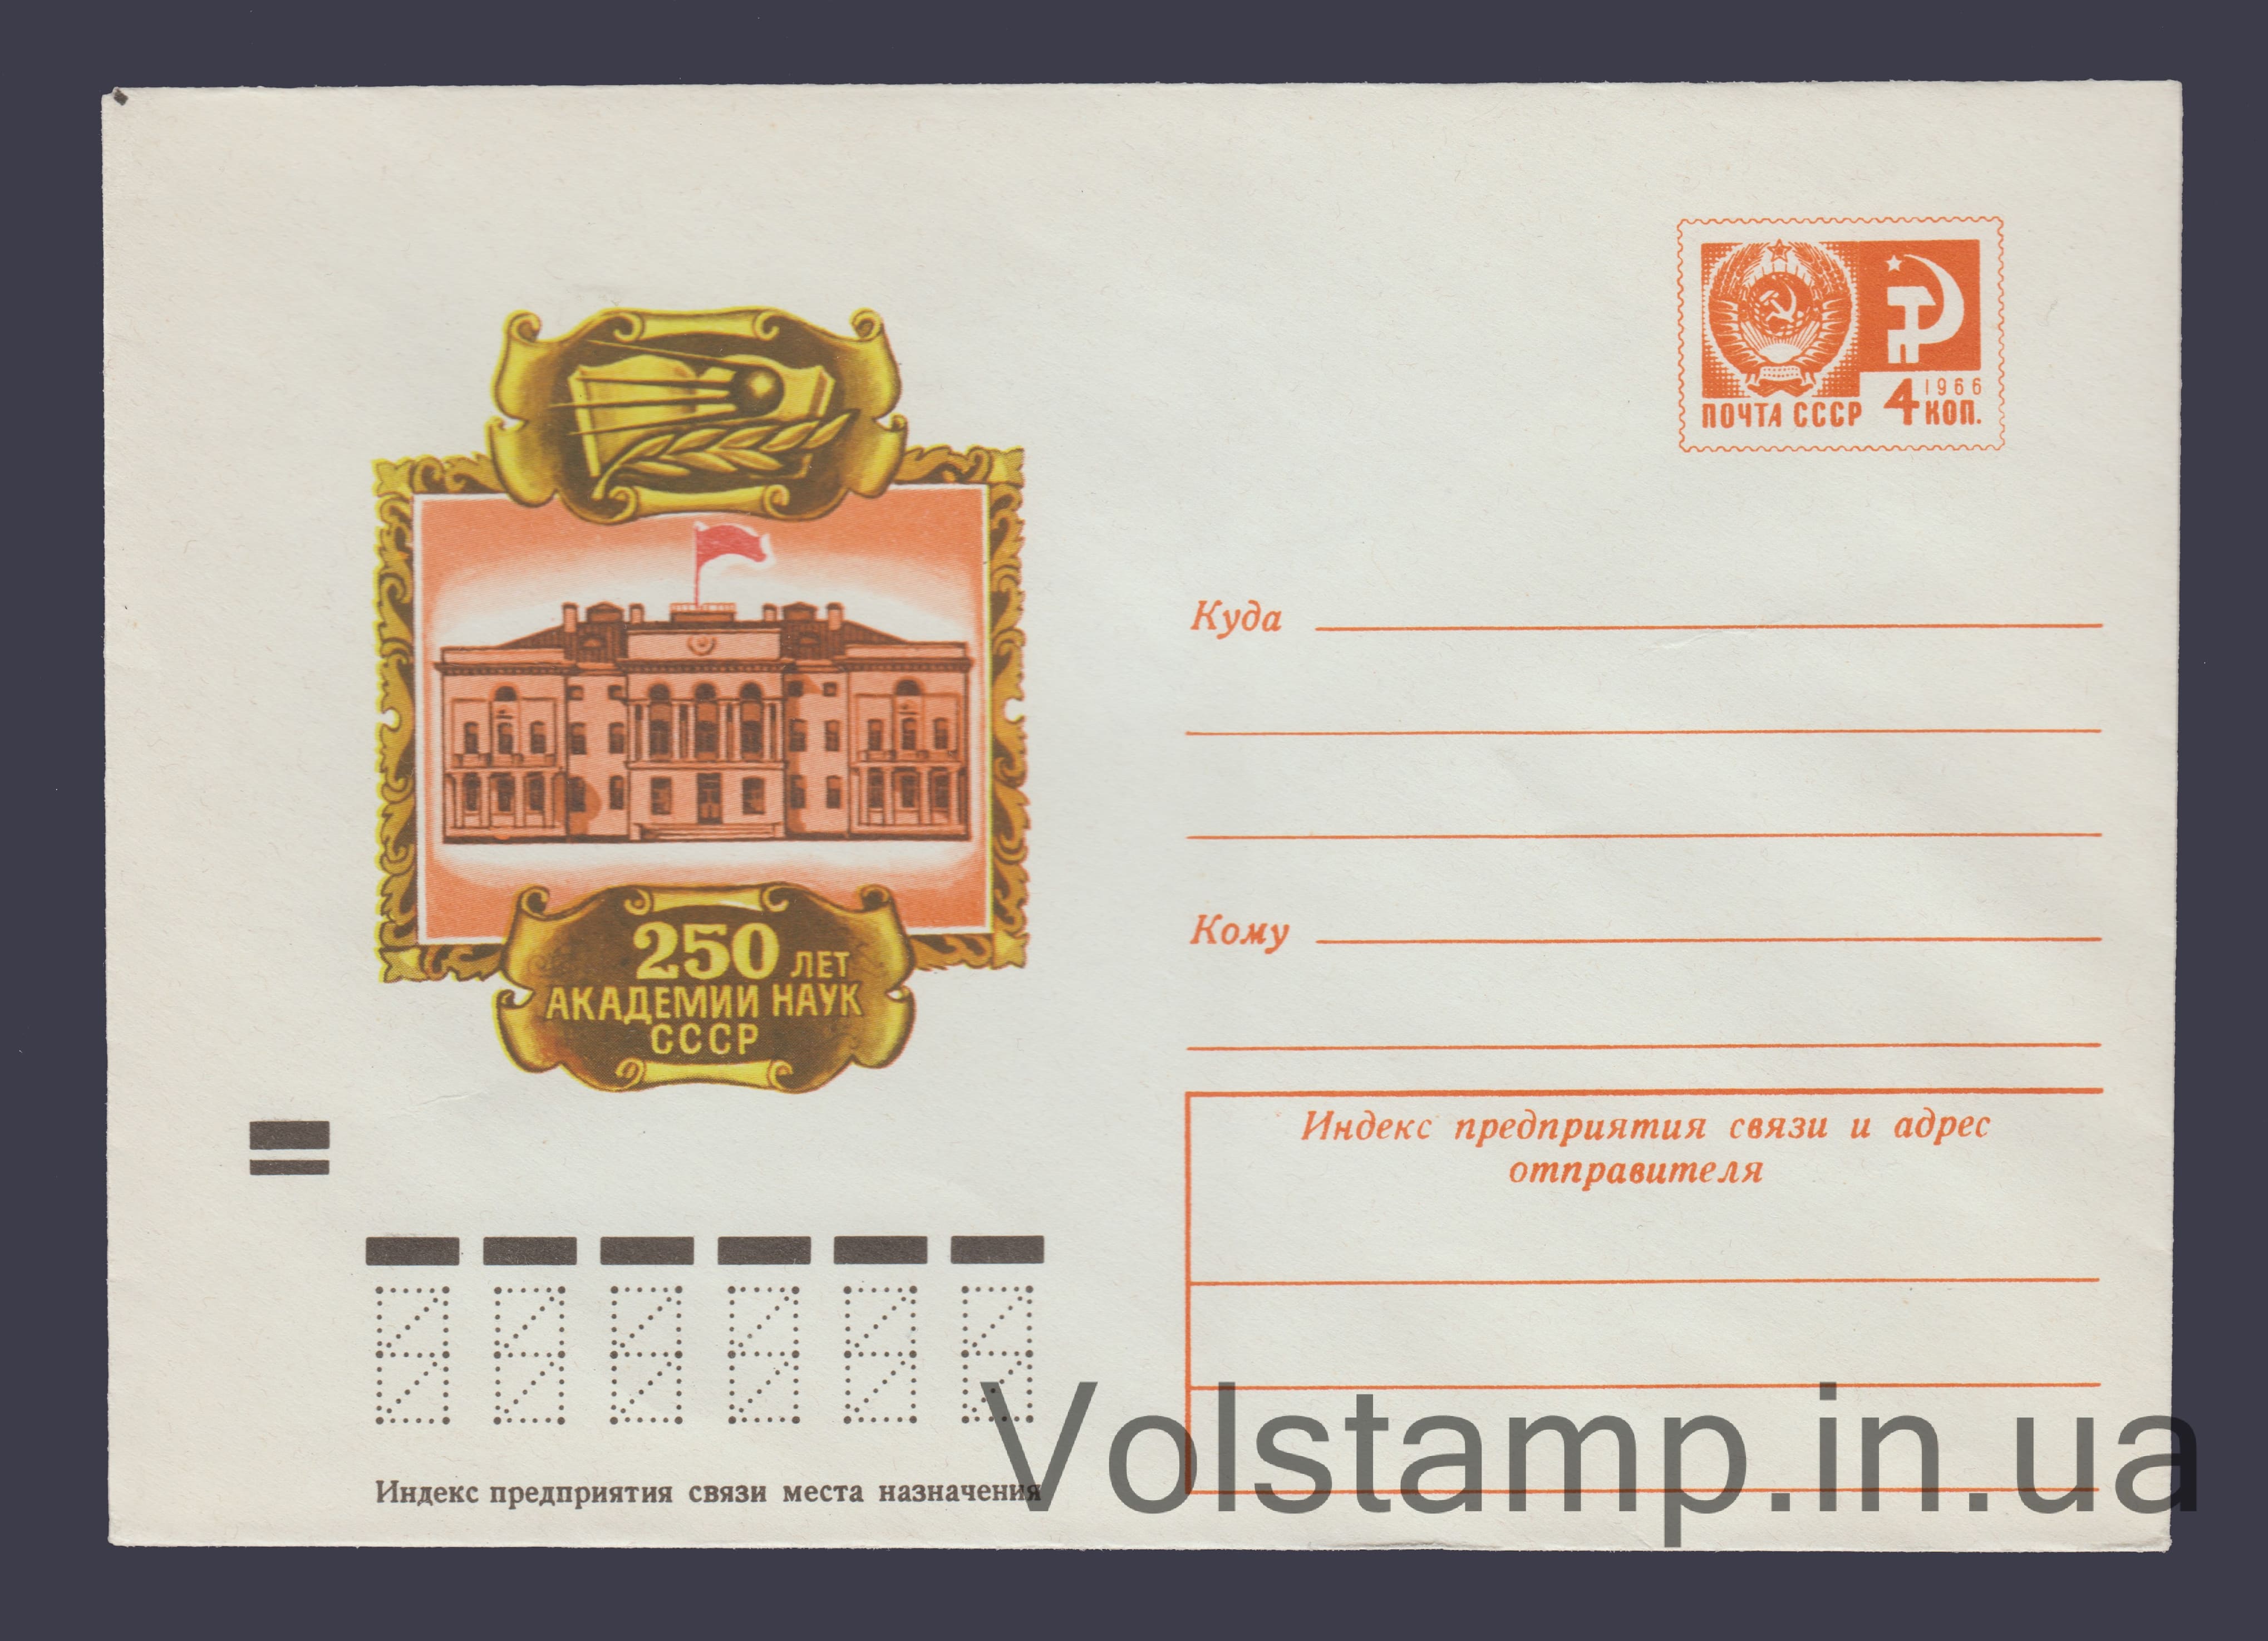 1966
ПОЧТА СССР 4 КОП.
Куда
Кому
250 ЛЕТ
АКАДЕМИИ НАУК
СССР
Индекс предприятия связи и адрес
отправителя
Индекс предприятия связи места назначения
Volstamp.in.ua